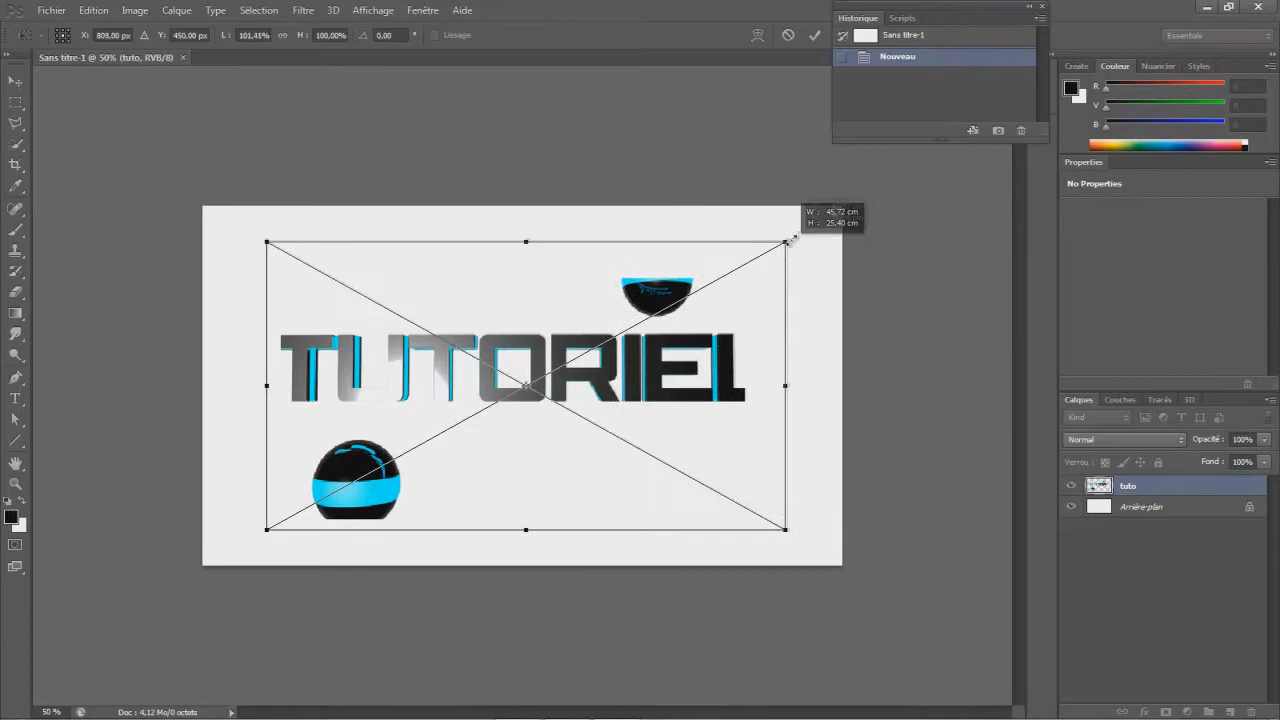 Ps Fichier Edition Image Calque Type Sélection Filtre 3D Affichage Fenêtre Aide
X: 809,00 px Y: 450,00 px L: 101,41% H: 100,00% 0,00 ° Lissage
Historique Scripts
Sans titre-1
Nouveau
Essentials
Sans titre-1 @ 50% (tuto, RVB/8) ×
Create Couleur Nuancier Styles
R
V
B
Properties
No Properties
W : 45,72 cm
H : 25,40 cm
TUTORIEL
Calques Couches Tracés 3D
Kind
Normal Opacité : 100%
Verrou : Fond : 100%
tuto
Arrière-plan
50 % Doc : 4,12 Mo/0 octets